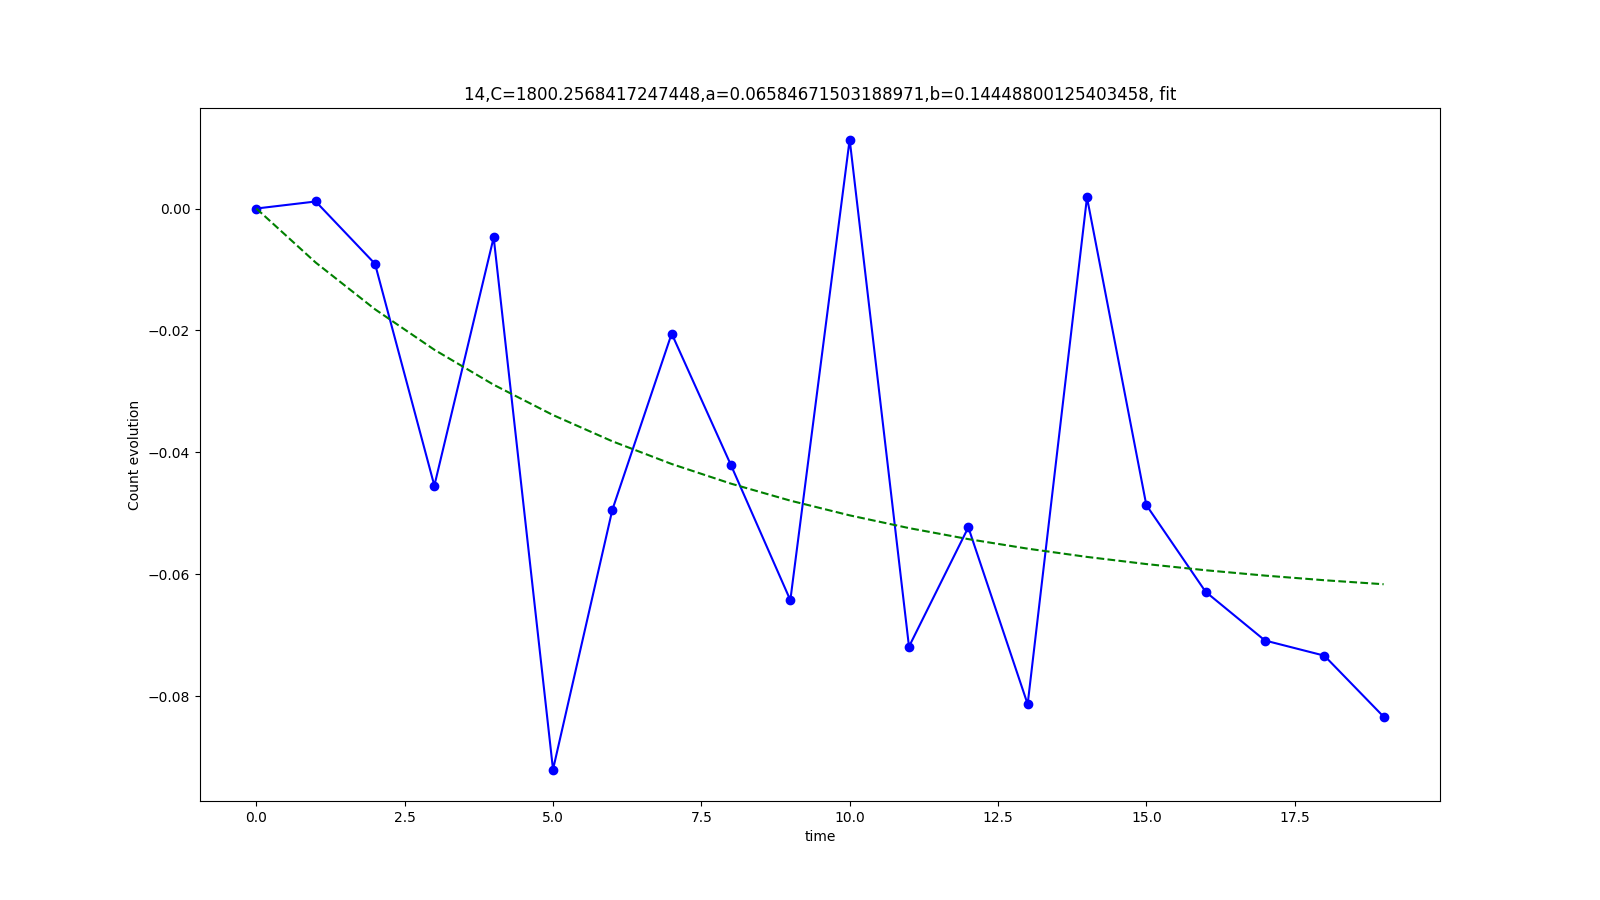 14,C=1800.2568417247448,a=0.06584671503188971,b=0.14448800125403458, fit
0.00
−0.02
−0.04
−0.06
−0.08
Count evolution
0.0 2.5 5.0 7.5 10.0 12.5 15.0 17.5
time